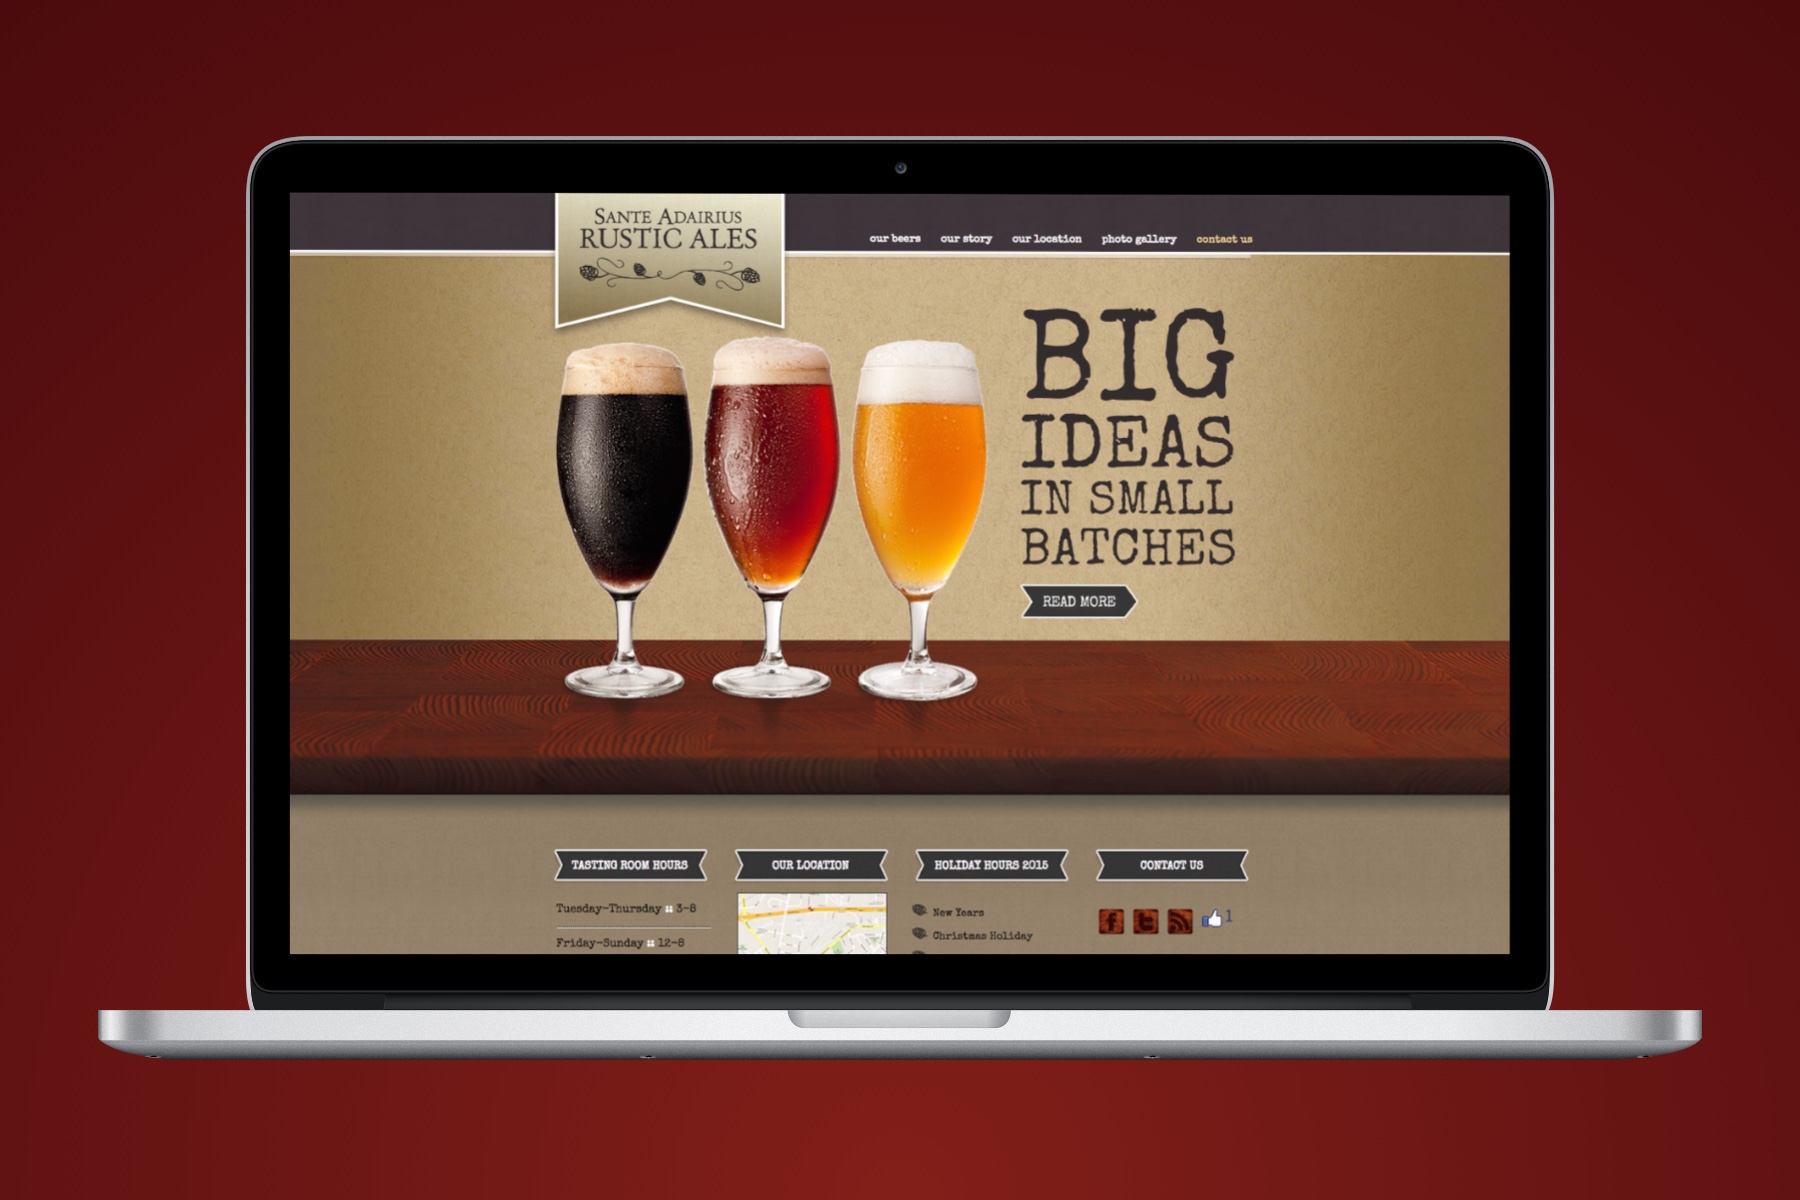 SANTE ADAIRIUS
RUSTIC ALES
our beers our story our location photo gallery contact us
BIG
IDEAS
IN SMALL
BATCHES
READ MORE
TASTING ROOM HOURS
Tuesday-Thursday :: 3-8
Friday-Sunday :: 12-8
OUR LOCATION
HOLIDAY HOURS 2015
New Years
Christmas Holiday
CONTACT US
f t
1